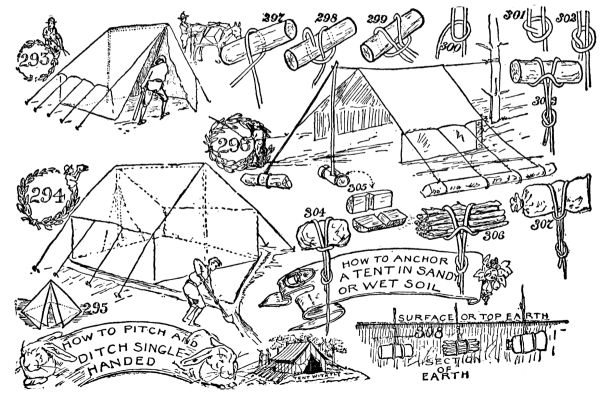 293
297
298
299
300
301
302
303
296
294
305
304
306
307
HOW TO ANCHOR
A TENT IN SANDY
OR WET SOIL
295
HOW TO PITCH AND
DITCH SINGLE
HANDED
SURFACE OR TOP EARTH
308
SECTION
OF
EARTH